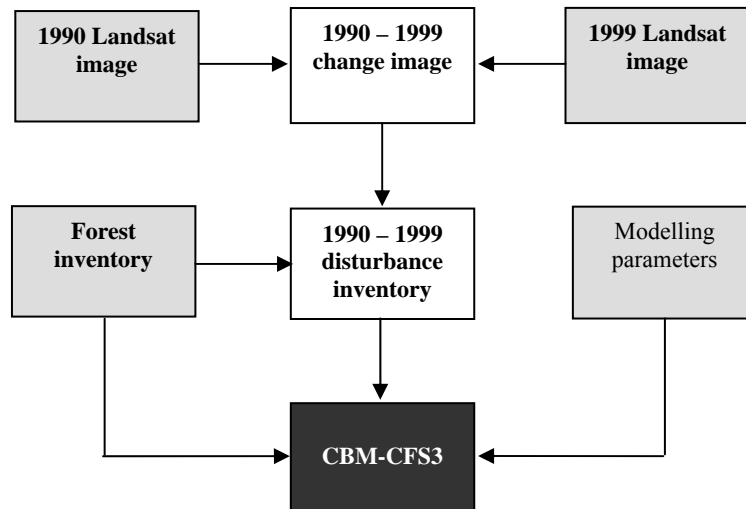 1990 Landsat
image
1990 – 1999
change image
1999 Landsat
image
Forest
inventory
1990 – 1999
disturbance
inventory
Modelling
parameters
CBM-CFS3